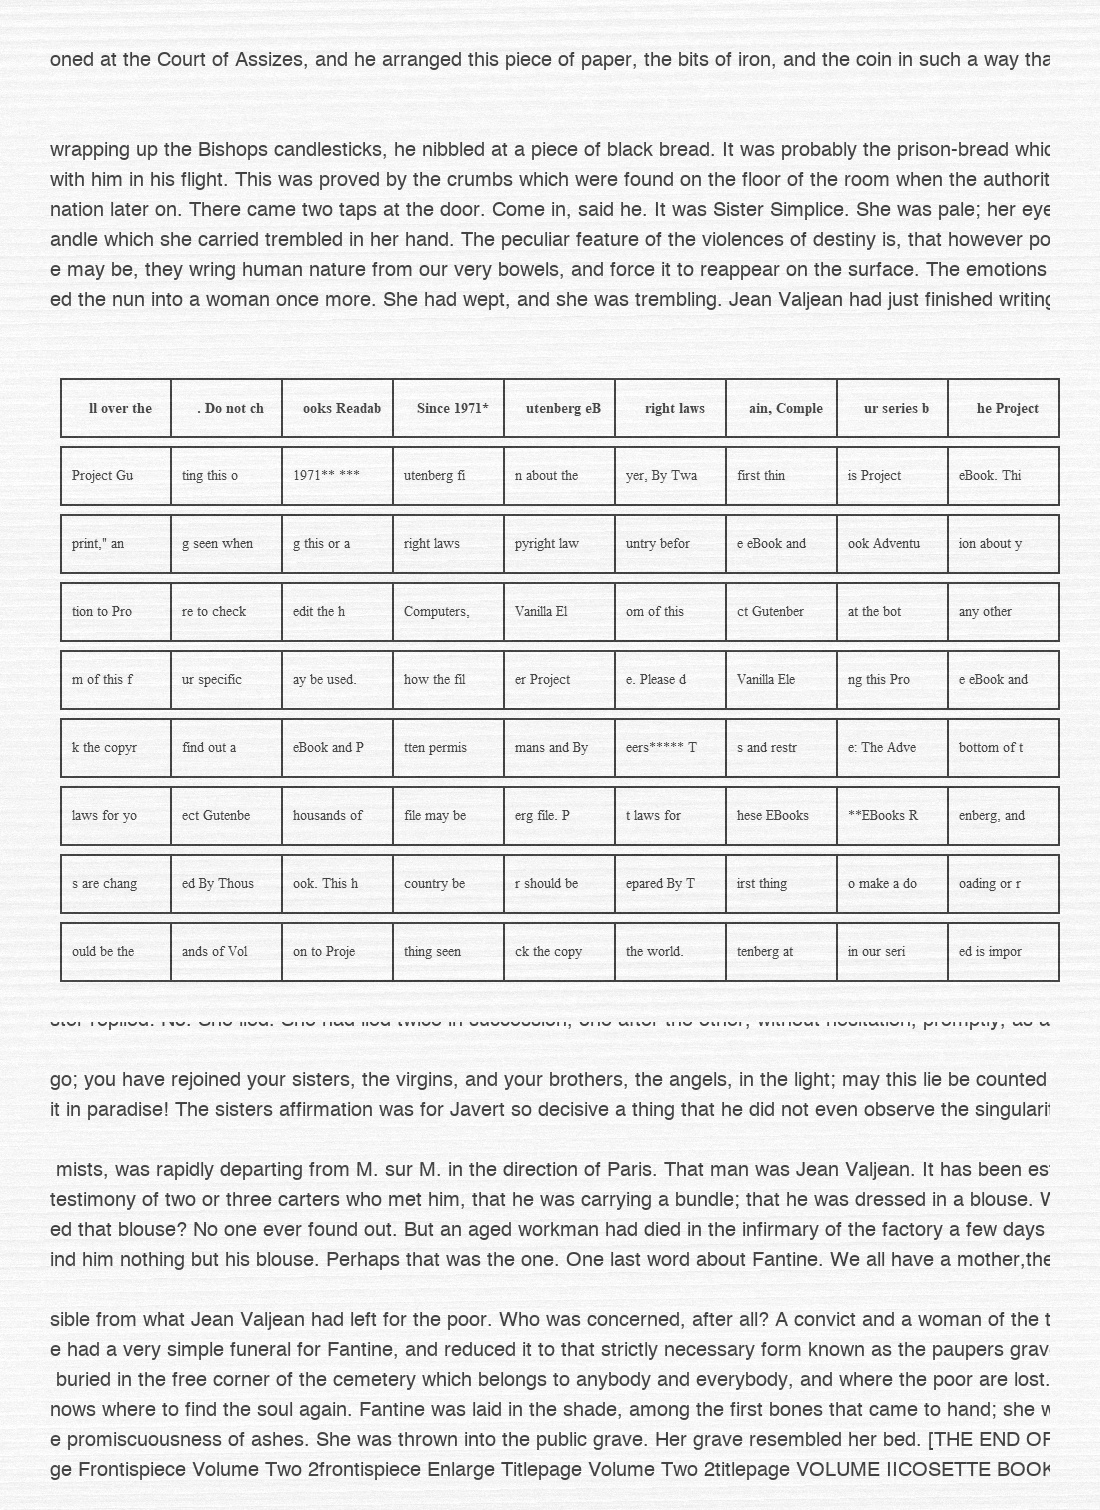 oned at the Court of Assizes, and he arranged this piece of paper, the bits of iron, and the coin in such a way tha
wrapping up the Bishops candlesticks, he nibbled at a piece of black bread. It was probably the prison-bread whic
with him in his flight. This was proved by the crumbs which were found on the floor of the room when the authorit
nation later on. There came two taps at the door. Come in, said he. It was Sister Simplice. She was pale; her eye
andle which she carried trembled in her hand. The peculiar feature of the violences of destiny is, that however po
e may be, they wring human nature from our very bowels, and force it to reappear on the surface. The emotions
ed the nun into a woman once more. She had wept, and she was trembling. Jean Valjean had just finished writing
ll over the . Do not ch ooks Readab Since 1971* utenberg eB right laws ain, Comple ur series b he Project
Project Gu ting this o 1971** *** utenberg fi n about the yer, By Twa first thin is Project eBook. Thi
print," an g seen when g this or a right laws pyright law untry befor e eBook and ook Adventu ion about y
tion to Pro re to check edit the h Computers, Vanilla El om of this ct Gutenber at the bot any other
m of this f ur specific ay be used. how the fil er Project e. Please d Vanilla Ele ng this Pro e eBook and
k the copyr find out a eBook and P tten permis mans and By eers***** T s and restr e: The Adve bottom of t
laws for yo ect Gutenbe housands of file may be erg file. P t laws for hese EBooks **EBooks R enberg, and
s are chang ed By Thous ook. This h country be r should be epared By T irst thing o make a do oading or r
ould be the ands of Vol on to Proje thing seen ck the copy the world. tenberg at in our seri ed is impor
ster replied: No. She lied. She had lied twice in succession, one after the other, without hesitation, promptly, as a
go; you have rejoined your sisters, the virgins, and your brothers, the angels, in the light; may this lie be counted
it in paradise! The sisters affirmation was for Javert so decisive a thing that he did not even observe the singularit
mists, was rapidly departing from M. sur M. in the direction of Paris. That man was Jean Valjean. It has been es
testimony of two or three carters who met him, that he was carrying a bundle; that he was dressed in a blouse. W
ed that blouse? No one ever found out. But an aged workman had died in the infirmary of the factory a few days
ind him nothing but his blouse. Perhaps that was the one. One last word about Fantine. We all have a mother,the
sible from what Jean Valjean had left for the poor. Who was concerned, after all? A convict and a woman of the t
e had a very simple funeral for Fantine, and reduced it to that strictly necessary form known as the paupers grav
buried in the free corner of the cemetery which belongs to anybody and everybody, and where the poor are lost.
nows where to find the soul again. Fantine was laid in the shade, among the first bones that came to hand; she w
e promiscuousness of ashes. She was thrown into the public grave. Her grave resembled her bed. [THE END OF
ge Frontispiece Volume Two 2frontispiece Enlarge Titlepage Volume Two 2titlepage VOLUME IICOSETTE BOOK